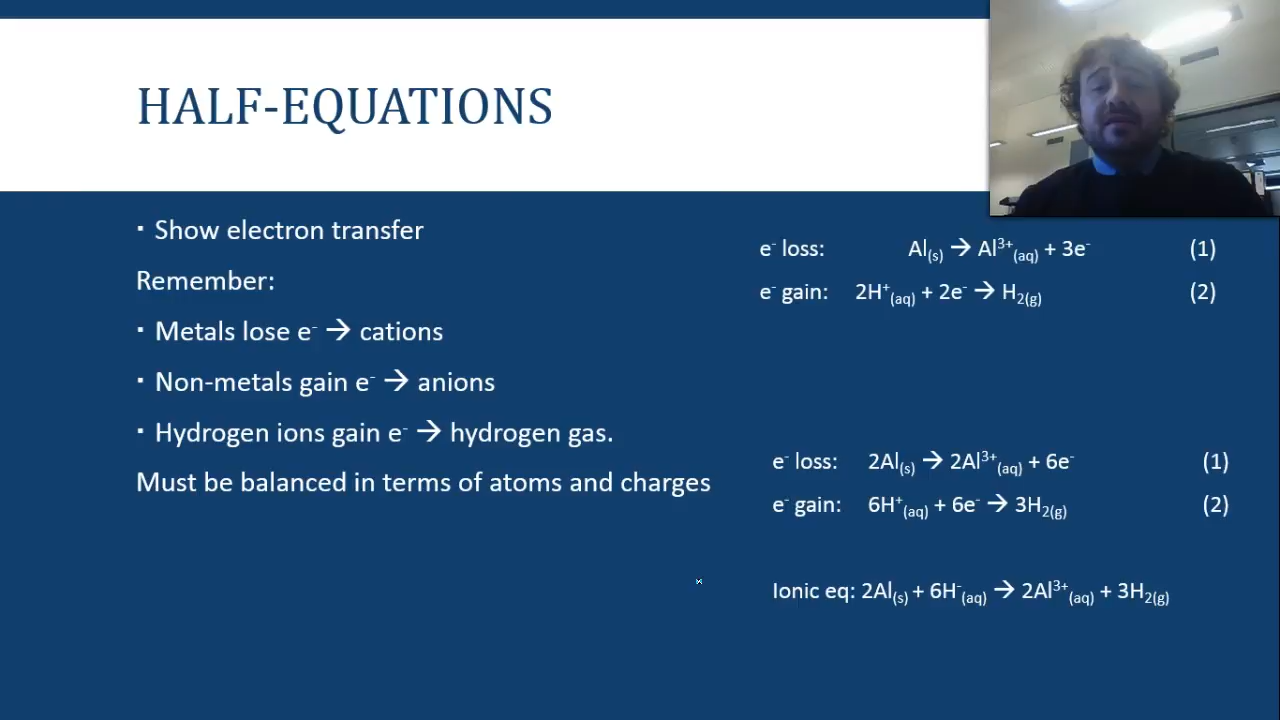 HALF-EQUATIONS
▪ Show electron transfer
Remember:
▪ Metals lose e⁻ → cations
▪ Non-metals gain e⁻ → anions
▪ Hydrogen ions gain e⁻ → hydrogen gas.
Must be balanced in terms of atoms and charges
e⁻ loss: Al₍s₎ → Al³⁺₍aq₎ + 3e⁻ (1)
e⁻ gain: 2H⁺₍aq₎ + 2e⁻ → H₂₍g₎ (2)
e⁻ loss: 2Al₍s₎ → 2Al³⁺₍aq₎ + 6e⁻ (1)
e⁻ gain: 6H⁺₍aq₎ + 6e⁻ → 3H₂₍g₎ (2)
Ionic eq: 2Al₍s₎ + 6H⁻₍aq₎ → 2Al³⁺₍aq₎ + 3H₂₍g₎